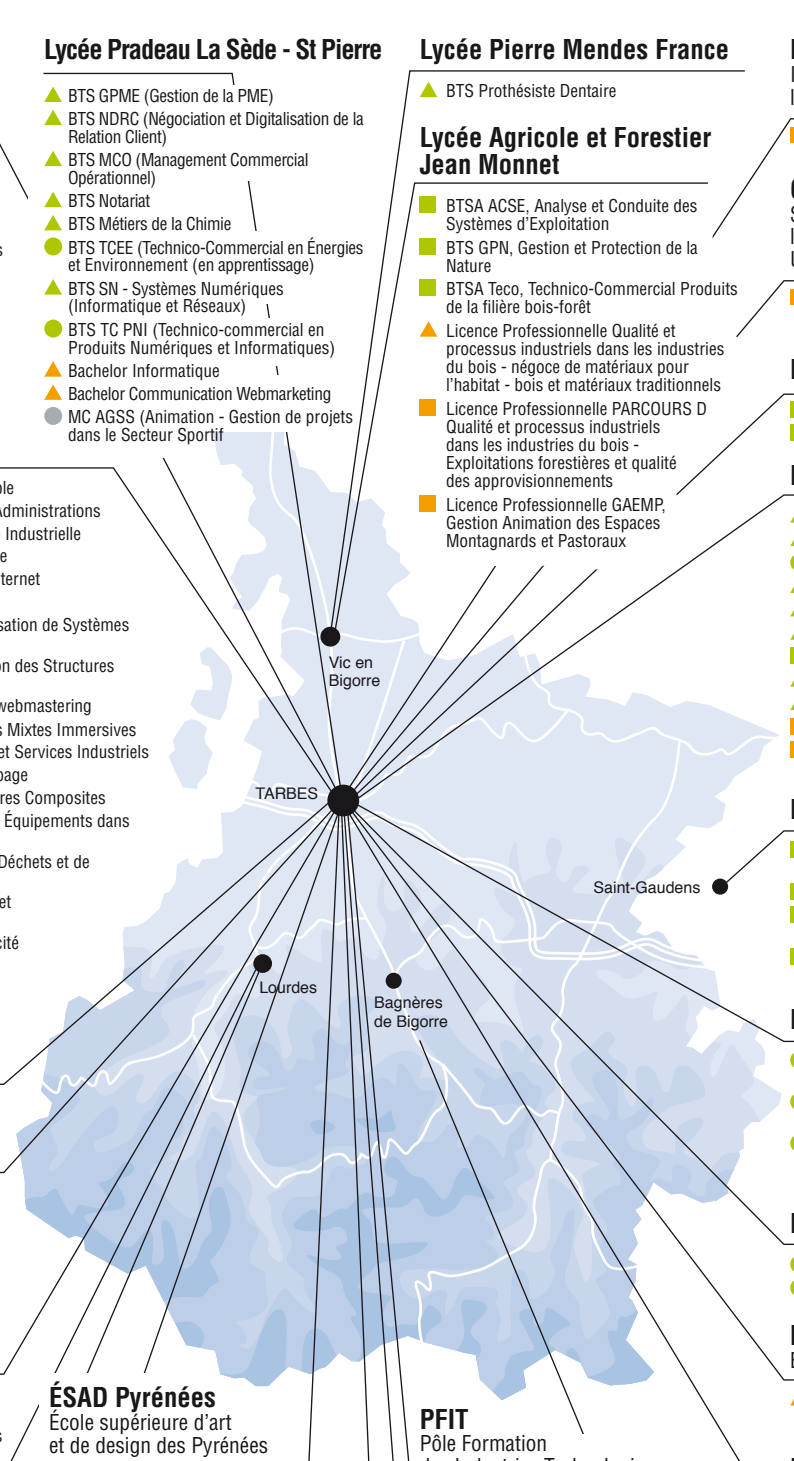 Lycée Pradeau La Sède - St Pierre
BTS GPME (Gestion de la PME)
BTS NDRC (Négociation et Digitalisation de la
Relation Client)
BTS MCO (Management Commercial
Opérationnel)
BTS Notariat
BTS Métiers de la Chimie
BTS TCEE (Technico-Commercial en Énergies
et Environnement (en apprentissage)
BTS SN - Systèmes Numériques
(Informatique et Réseaux)
BTS TC PNI (Technico-commercial en
Produits Numériques et Informatiques)
Bachelor Informatique
Bachelor Communication Webmarketing
MC AGSS (Animation - Gestion de projets
dans le Secteur Sportif
Lycée Pierre Mendes France
BTS Prothésiste Dentaire
Lycée Agricole et Forestier
Jean Monnet
BTSA ACSE, Analyse et Conduite des
Systèmes d'Exploitation
BTS GPN, Gestion et Protection de la
Nature
BTSA Teco, Technico-Commercial Produits
de la filière bois-forêt
Licence Professionnelle Qualité et
processus industriels dans les industries
du bois - négoce de matériaux pour
l'habitat - bois et matériaux traditionnels
Licence Professionnelle PARCOURS D
Qualité et processus industriels
dans les industries du bois -
Exploitations forestières et qualité
des approvisionnements
Licence Professionnelle GAEMP,
Gestion Animation des Espaces
Montagnards et Pastoraux
Administrations
Industrielle
de Systèmes
des Structures
webmastering
Mixtes Immersives
et Services Industriels
Composites
Équipements dans
Déchets et de
et
Vic en
Bigorre
TARBES
Saint-Gaudens
Lourdes
Bagnères
de Bigorre
ÉSAD Pyrénées
École supérieure d'art
et de design des Pyrénées
PFIT
Pôle Formation